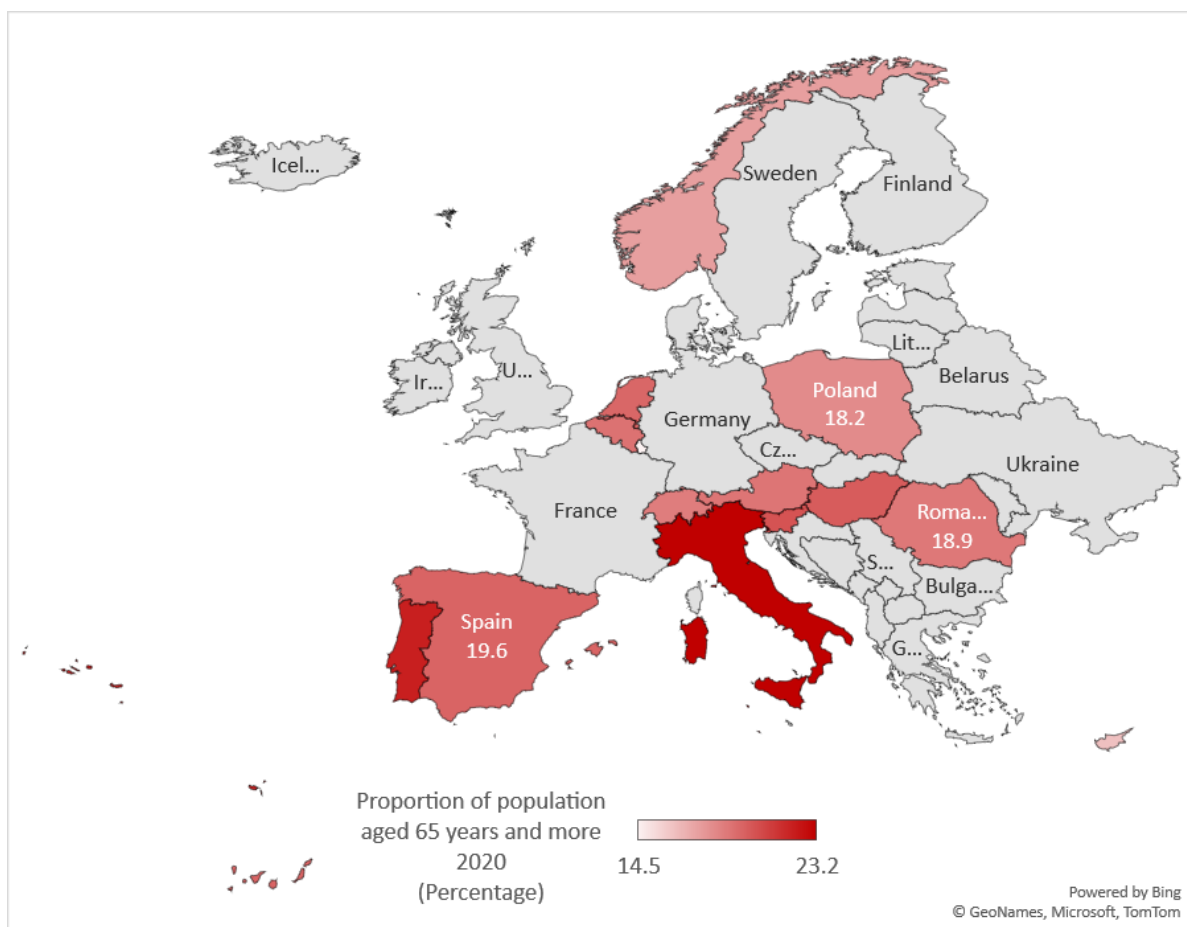 Icel...
Sweden
Finland
Lit...
Belarus
Ir...
U...
Poland
18.2
Germany
Cz...
Ukraine
France
Roma...
18.9
S...
Bulga...
Spain
19.6
G...
Proportion of population
aged 65 years and more
2020
(Percentage)
14.5
23.2
Powered by Bing
© GeoNames, Microsoft, TomTom